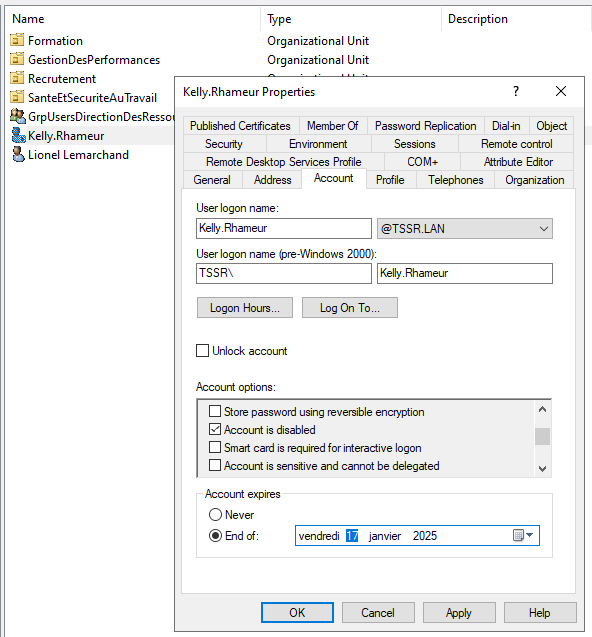 Name Type Description
Formation Organizational Unit
GestionDesPerformances Organizational Unit
Recrutement
SanteEtSecuriteAuTravail
GrpUsersDirectionDesRessou
Kelly.Rhameur
Lionel Lemarchand
Kelly.Rhameur Properties ?
Published Certificates Member Of Password Replication Dial-in Object
Security Environment Sessions Remote control
Remote Desktop Services Profile COM+ Attribute Editor
General Address Account Profile Telephones Organization
User logon name:
Kelly.Rhameur @TSSR.LAN
User logon name (pre-Windows 2000):
TSSR\ Kelly.Rhameur
Logon Hours... Log On To...
Unlock account
Account options:
Store password using reversible encryption
Account is disabled
Smart card is required for interactive logon
Account is sensitive and cannot be delegated
Account expires
Never
End of: vendredi 17 janvier 2025
OK Cancel Apply Help